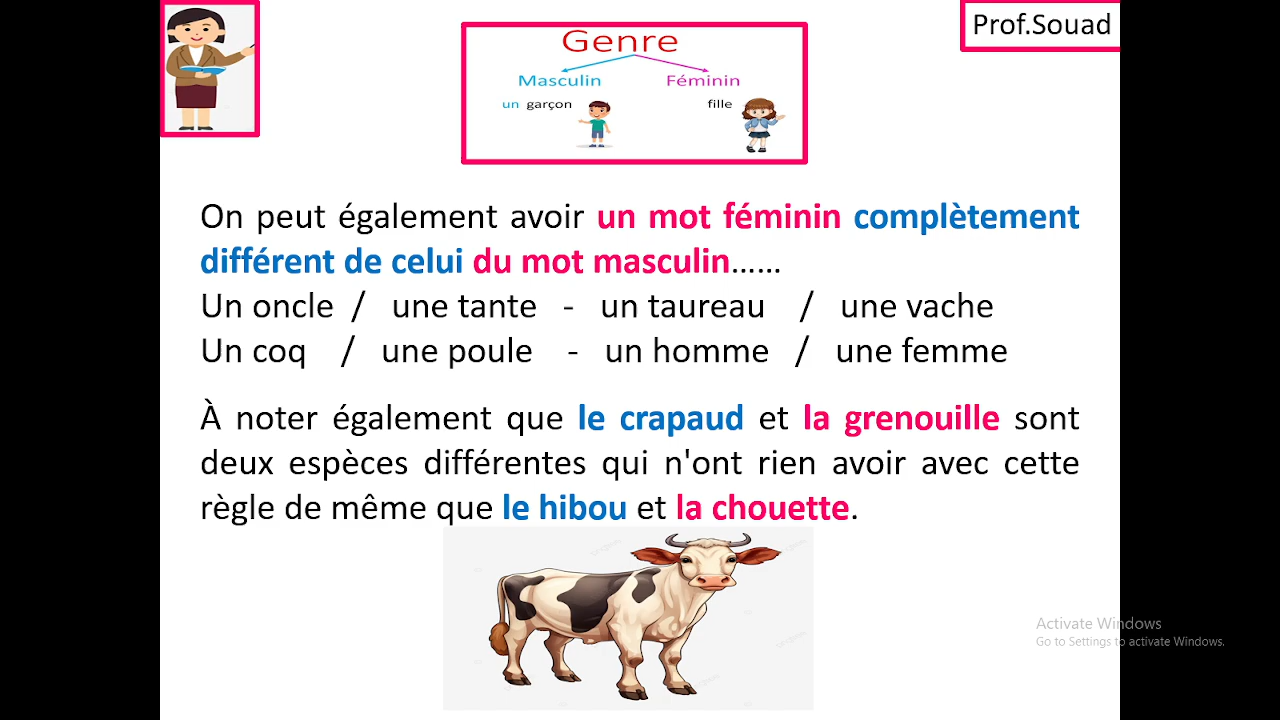 Prof.Souad
Genre
Masculin Féminin
un garçon fille
On peut également avoir un mot féminin complètement
différent de celui du mot masculin......
Un oncle / une tante - un taureau / une vache
Un coq / une poule - un homme / une femme
À noter également que le crapaud et la grenouille sont
deux espèces différentes qui n'ont rien avoir avec cette
règle de même que le hibou et la chouette.
Activate Windows
Go to Settings to activate Windows.